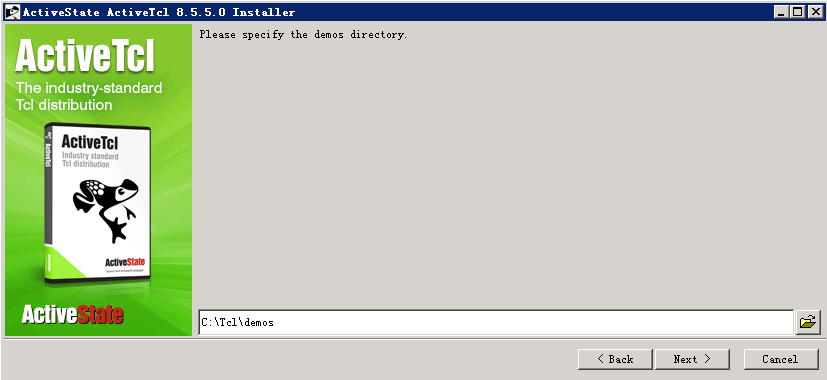 ActiveState ActiveTcl 8.5.5.0 Installer
ActiveTcl
The industry-standard
Tcl distribution
ActiveTcl
Industry standard
Tcl distribution
ActiveState
ActiveTcl
ActiveState
Please specify the demos directory.
C:\Tcl\demos
< Back
Next >
Cancel